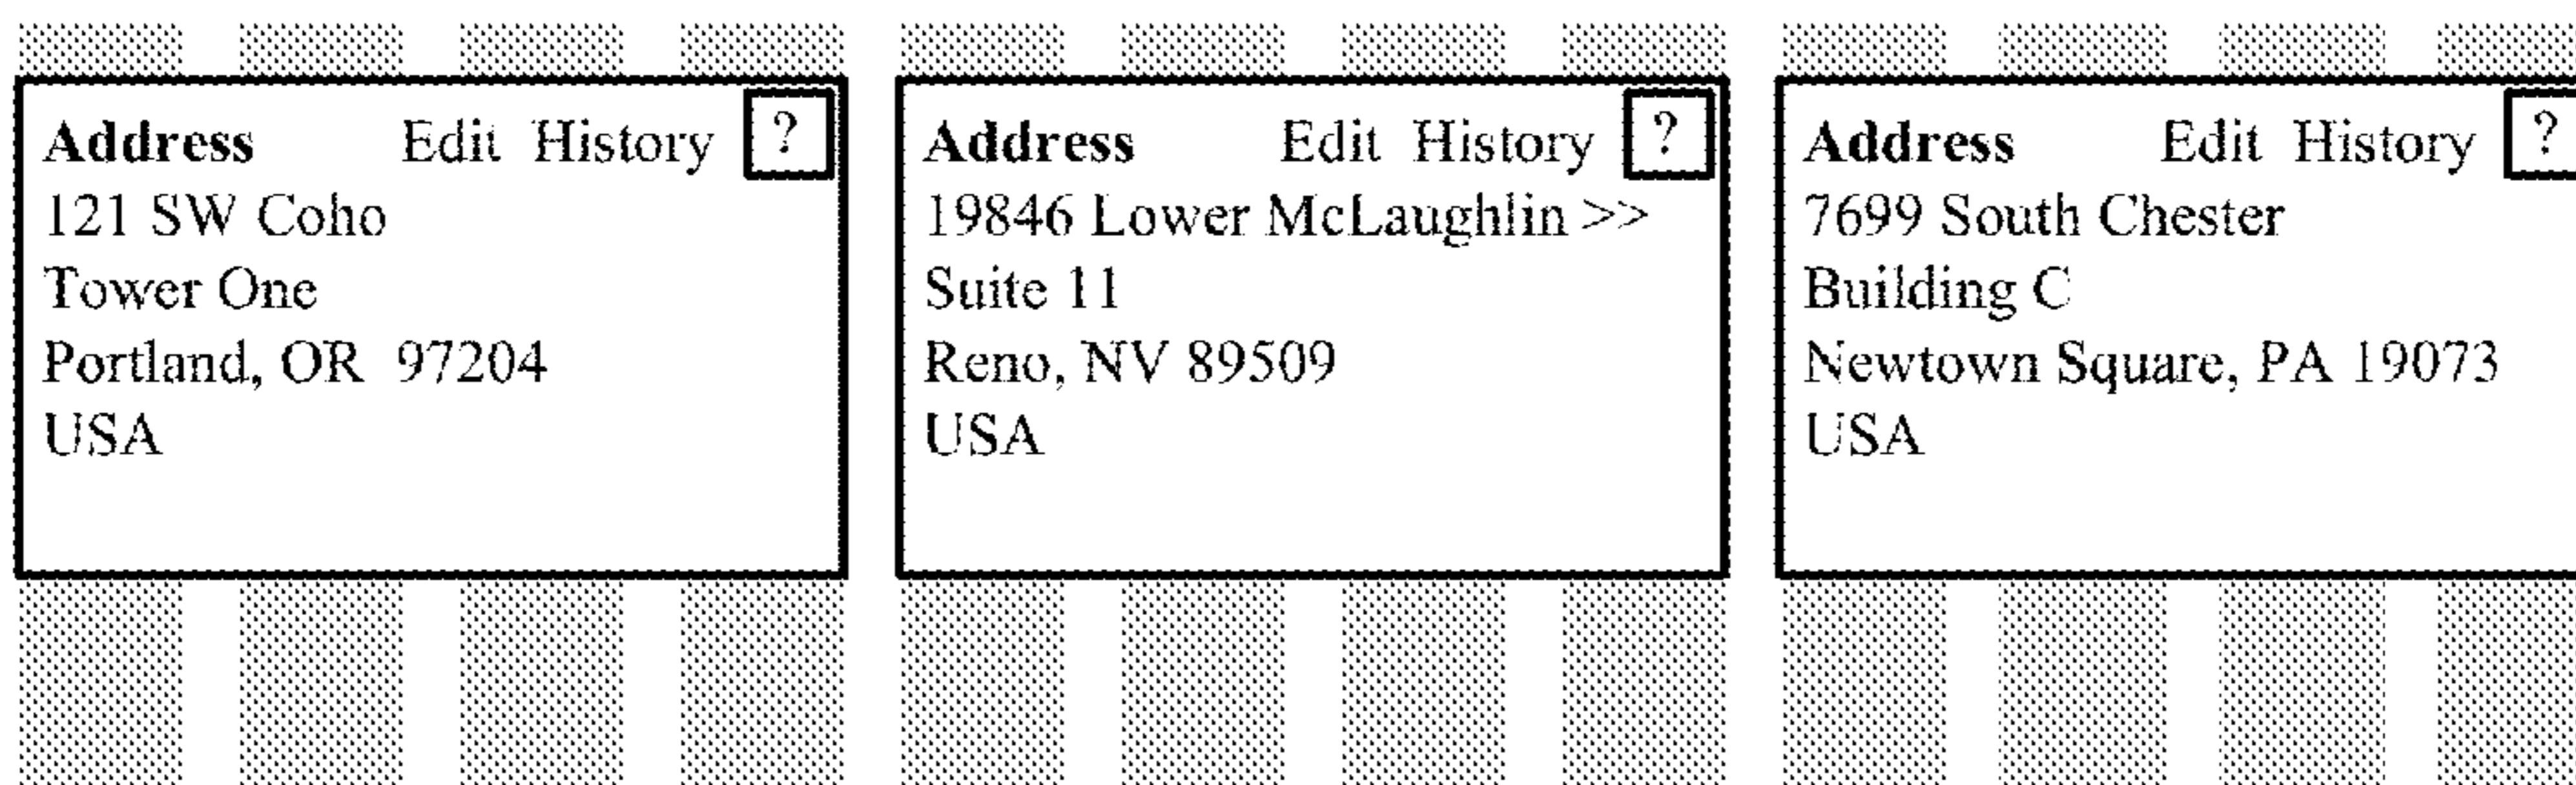 Address Edit History ?
121 SW Coho
Tower One
Portland, OR 97204
USA
Address Edit History ?
19846 Lower McLaughlin >>
Suite 11
Reno, NV 89509
USA
Address Edit History ?
7699 South Chester
Building C
Newtown Square, PA 19073
USA